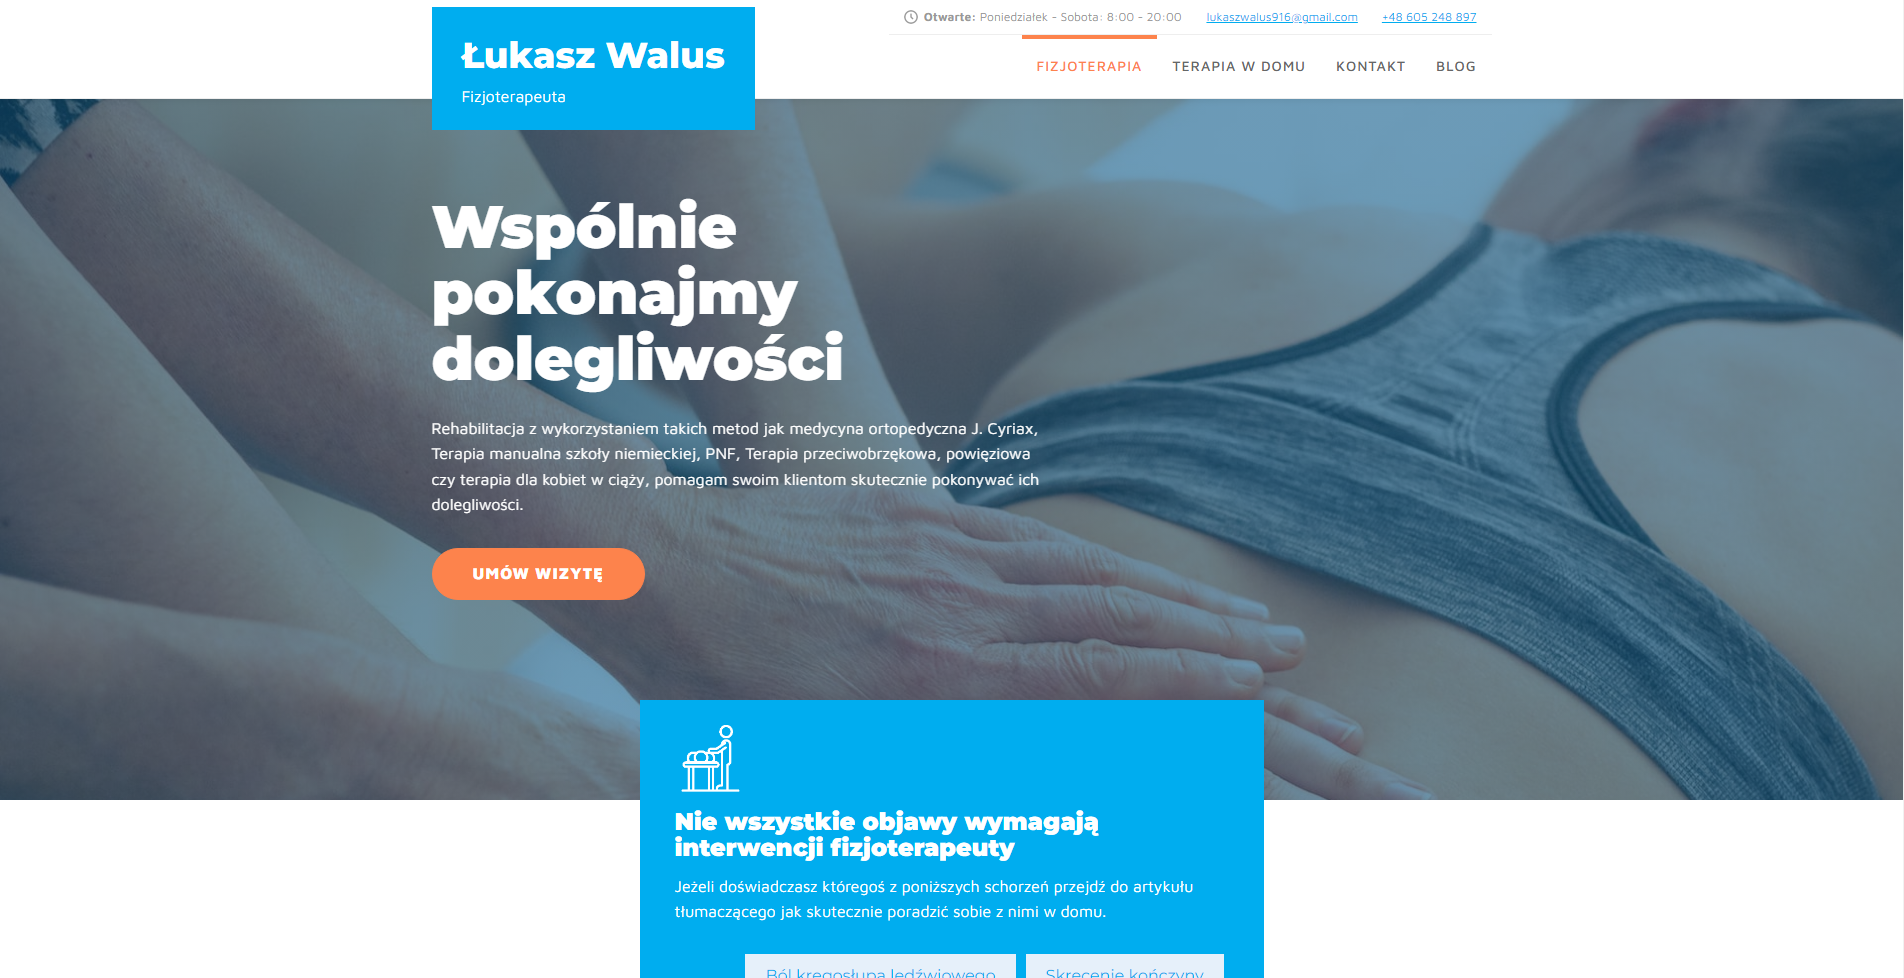 Łukasz Walus
Fizjoterapeuta
Otwarte: Poniedziałek - Sobota: 8:00 - 20:00
lukaszwalus916@gmail.com
+48 605 248 897
FIZJOTERAPIA
TERAPIA W DOMU
KONTAKT
BLOG
Wspólnie
pokonajmy
dolegliwości
Rehabilitacja z wykorzystaniem takich metod jak medycyna ortopedyczna J. Cyriax,
Terapia manualna szkoły niemieckiej, PNF, Terapia przeciwobrzękowa, powięziowa
czy terapia dla kobiet w ciąży, pomagam swoim klientom skutecznie pokonywać ich
dolegliwości.
UMÓW WIZYTĘ
Nie wszystkie objawy wymagają
interwencji fizjoterapeuty
Jeżeli doświadczasz któregoś z poniższych schorzeń przejdź do artykułu
tłumaczącego jak skutecznie poradzić sobie z nimi w domu.
Ból kręgosłupa lędźwiowego
Skręcenie kończyny